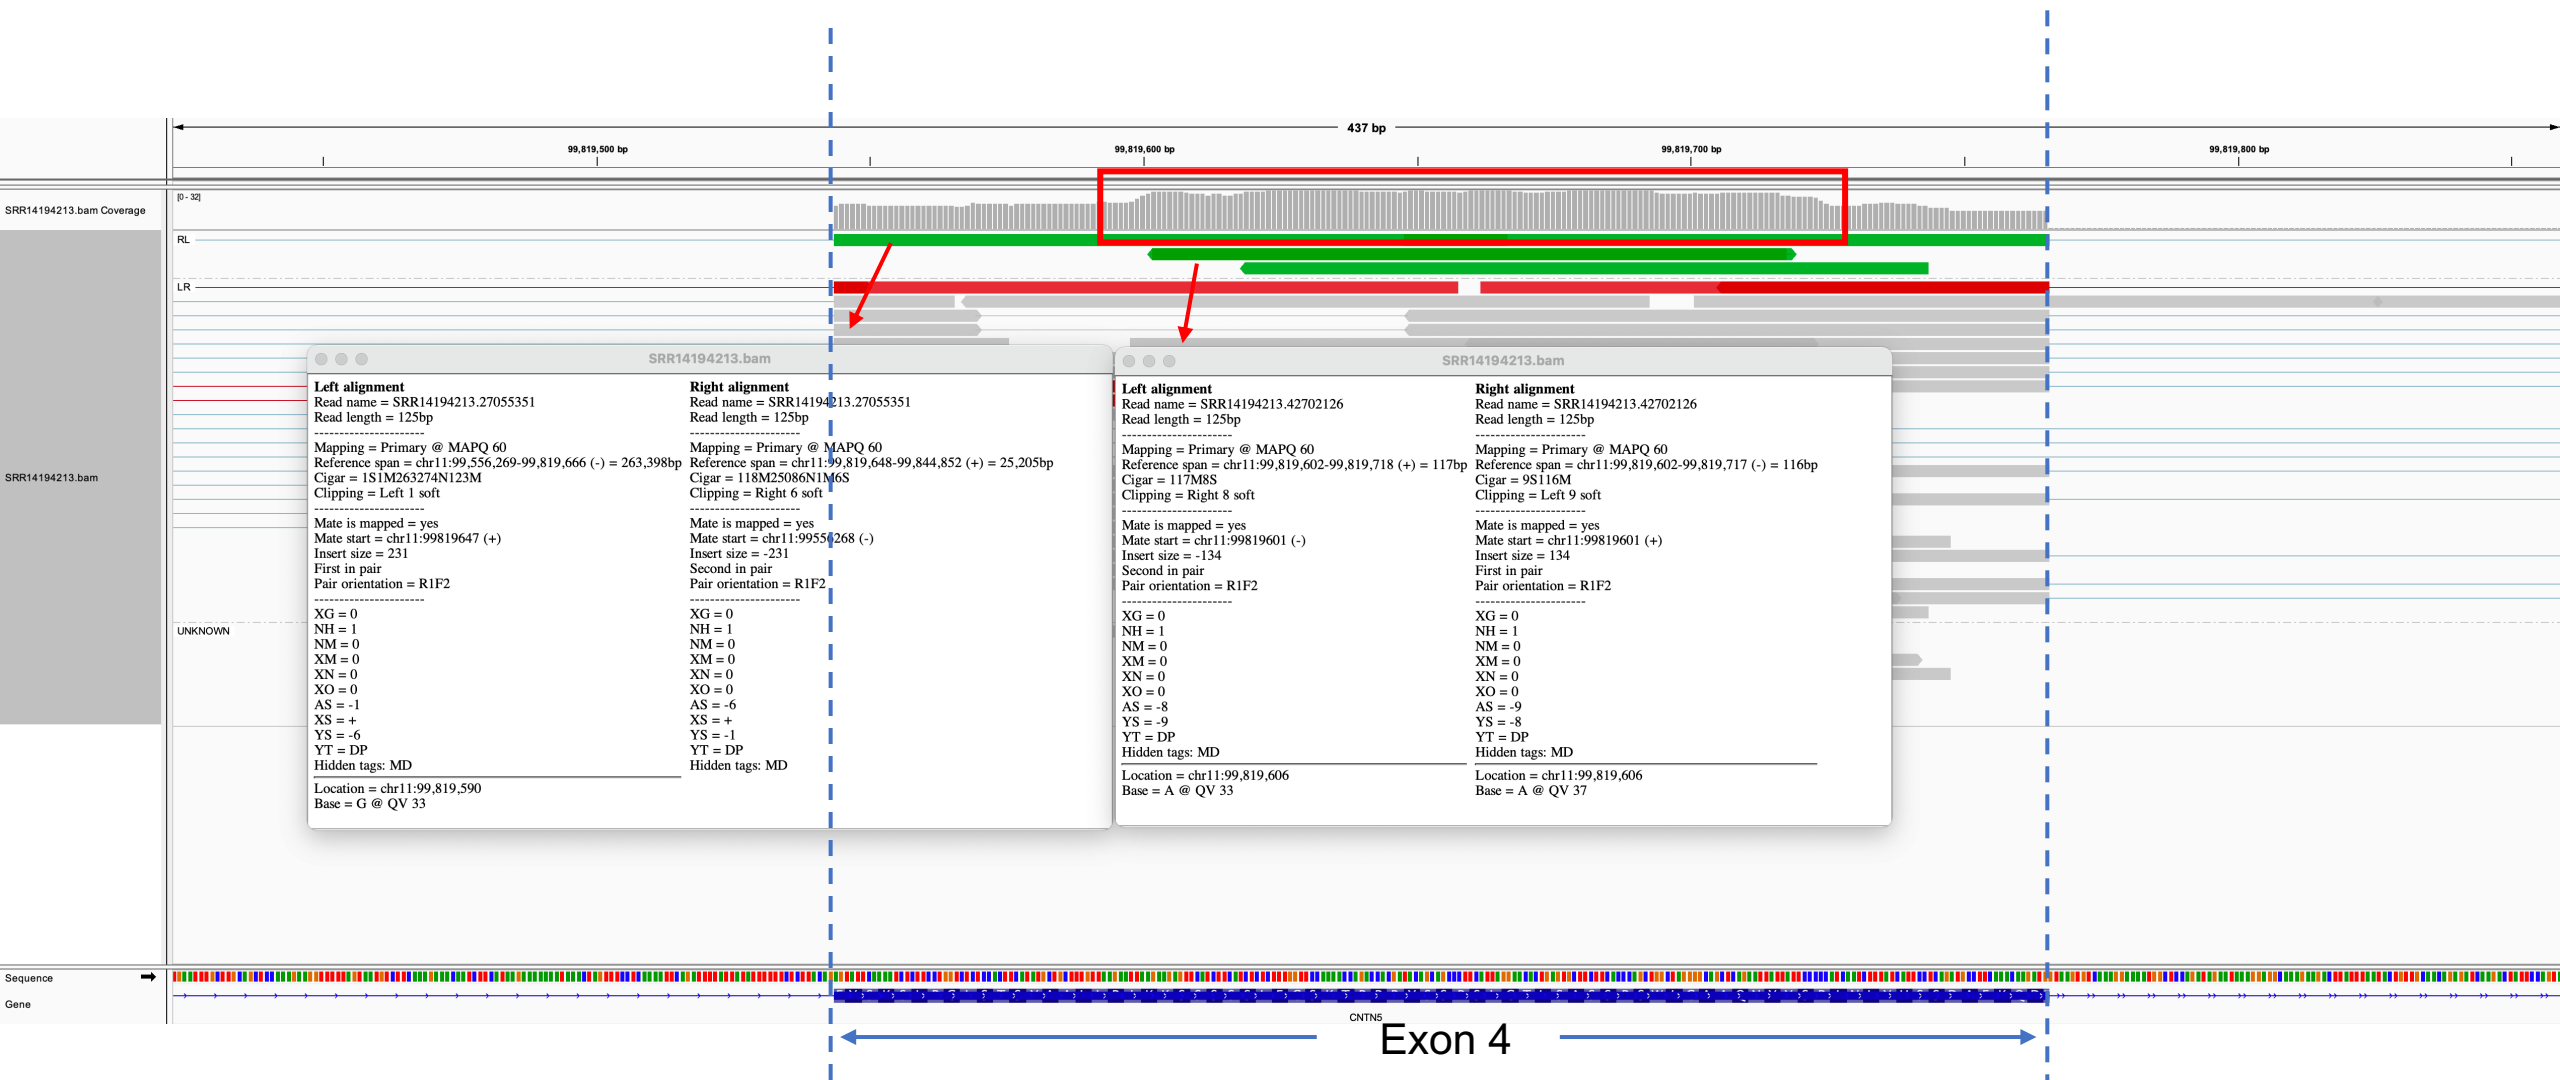 437 bp
99,819,500 bp
99,819,600 bp
99,819,700 bp
99,819,800 bp
[0 - 32]
SRR14194213.bam Coverage
RL
LR
SRR14194213.bam
UNKNOWN
SRR14194213.bam
Left alignment
Read name = SRR14194213.27055351
Read length = 125bp
----------------------
Mapping = Primary @ MAPQ 60
Reference span = chr11:99,556,269-99,819,666 (-) = 263,398bp
Cigar = 1S1M263274N123M
Clipping = Left 1 soft
----------------------
Mate is mapped = yes
Mate start = chr11:99819647 (+)
Insert size = 231
First in pair
Pair orientation = R1F2
----------------------
XG = 0
NH = 1
NM = 0
XM = 0
XN = 0
XO = 0
AS = -1
XS = +
YS = -6
YT = DP
Hidden tags: MD
Location = chr11:99,819,590
Base = G @ QV 33
Right alignment
Read name = SRR14194213.27055351
Read length = 125bp
----------------------
Mapping = Primary @ MAPQ 60
Reference span = chr11:99,819,648-99,844,852 (+) = 25,205bp
Cigar = 118M25086N1M6S
Clipping = Right 6 soft
----------------------
Mate is mapped = yes
Mate start = chr11:99556268 (-)
Insert size = -231
Second in pair
Pair orientation = R1F2
----------------------
XG = 0
NH = 1
NM = 0
XM = 0
XN = 0
XO = 0
AS = -6
XS = +
YS = -1
YT = DP
Hidden tags: MD
SRR14194213.bam
Left alignment
Read name = SRR14194213.42702126
Read length = 125bp
----------------------
Mapping = Primary @ MAPQ 60
Reference span = chr11:99,819,602-99,819,718 (+) = 117bp
Cigar = 117M8S
Clipping = Right 8 soft
----------------------
Mate is mapped = yes
Mate start = chr11:99819601 (-)
Insert size = -134
Second in pair
Pair orientation = R1F2
----------------------
XG = 0
NH = 1
NM = 0
XM = 0
XN = 0
XO = 0
AS = -8
YS = -9
YT = DP
Hidden tags: MD
Location = chr11:99,819,606
Base = A @ QV 33
Right alignment
Read name = SRR14194213.42702126
Read length = 125bp
----------------------
Mapping = Primary @ MAPQ 60
Reference span = chr11:99,819,602-99,819,717 (-) = 116bp
Cigar = 9S116M
Clipping = Left 9 soft
----------------------
Mate is mapped = yes
Mate start = chr11:99819601 (+)
Insert size = 134
First in pair
Pair orientation = R1F2
----------------------
XG = 0
NH = 1
NM = 0
XM = 0
XN = 0
XO = 0
AS = -9
YS = -8
YT = DP
Hidden tags: MD
Location = chr11:99,819,606
Base = A @ QV 37
Sequence
Gene
CNTN5
Exon 4